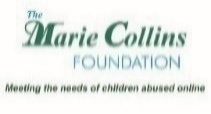 The
Marie Collins
FOUNDATION
Meeting the needs of children abused online